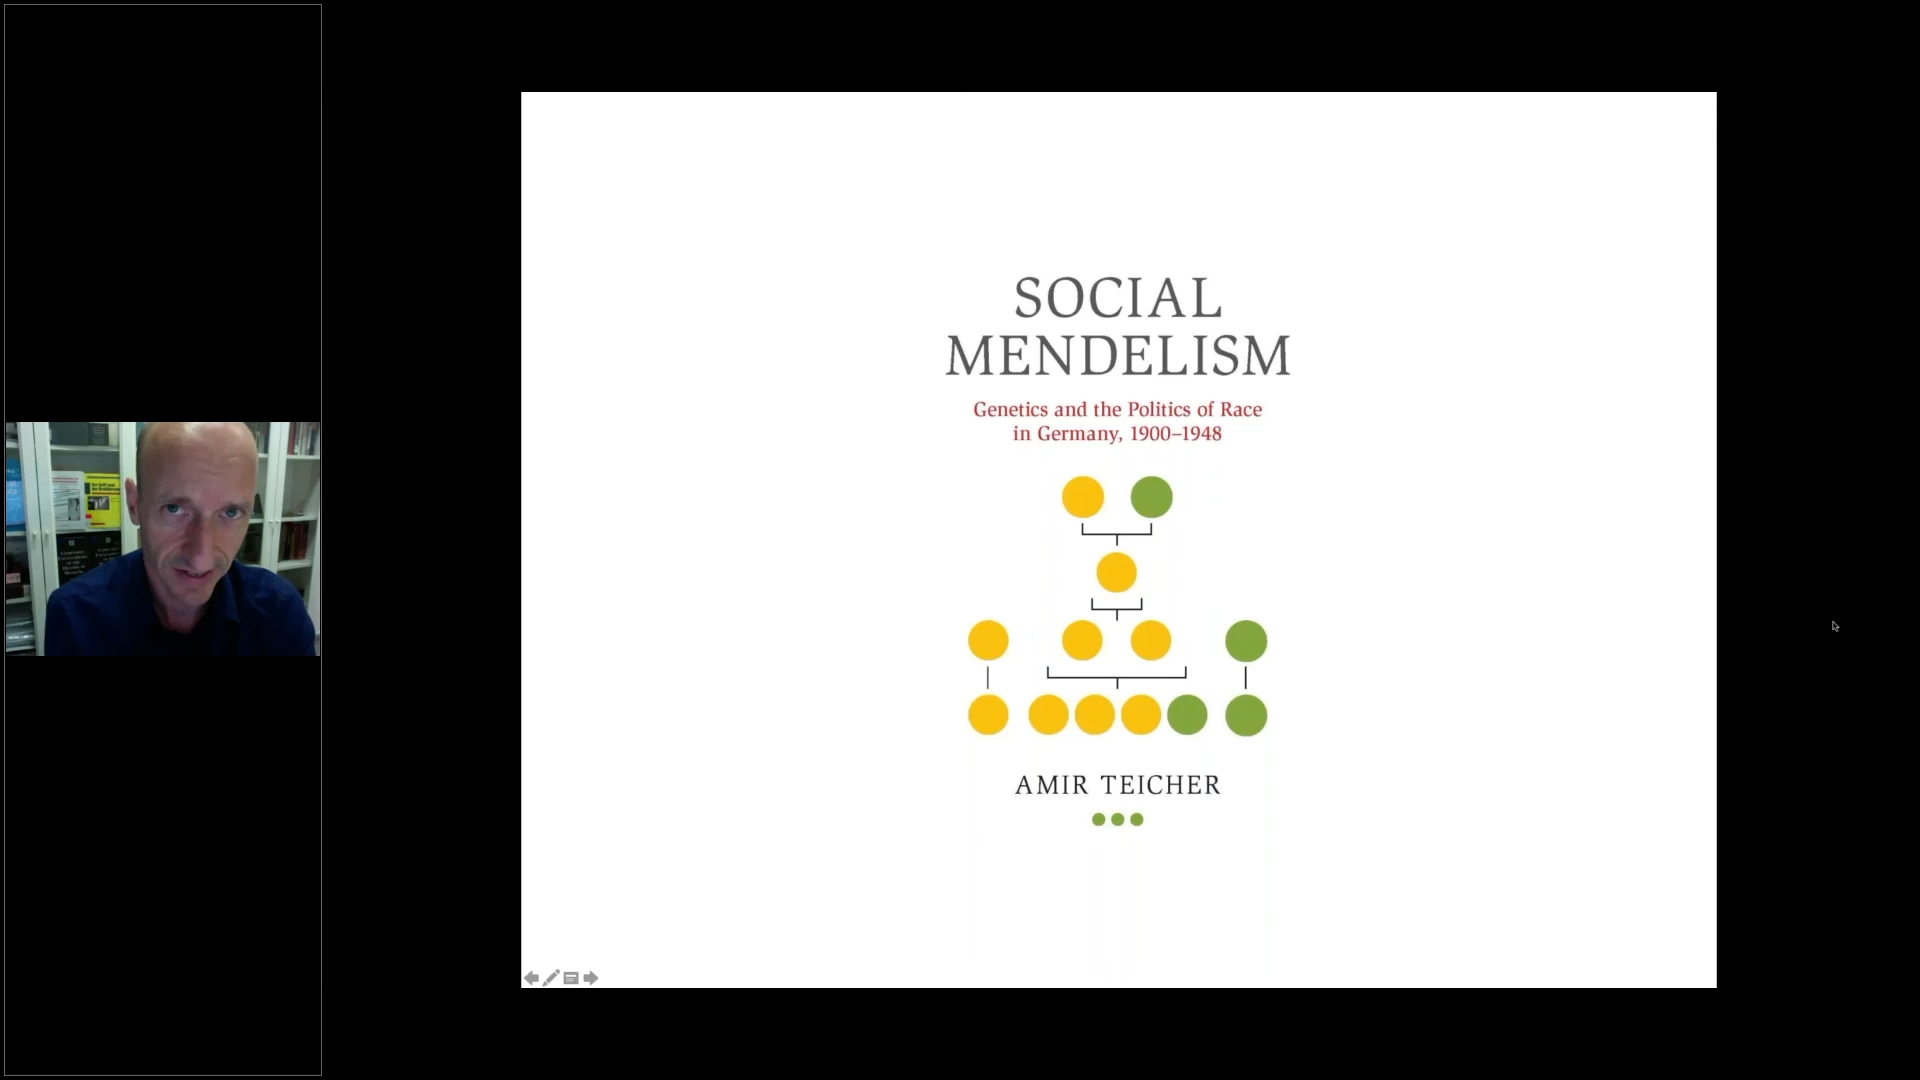 SOCIAL
MENDELISM
Genetics and the Politics of Race
in Germany, 1900–1948
AMIR TEICHER